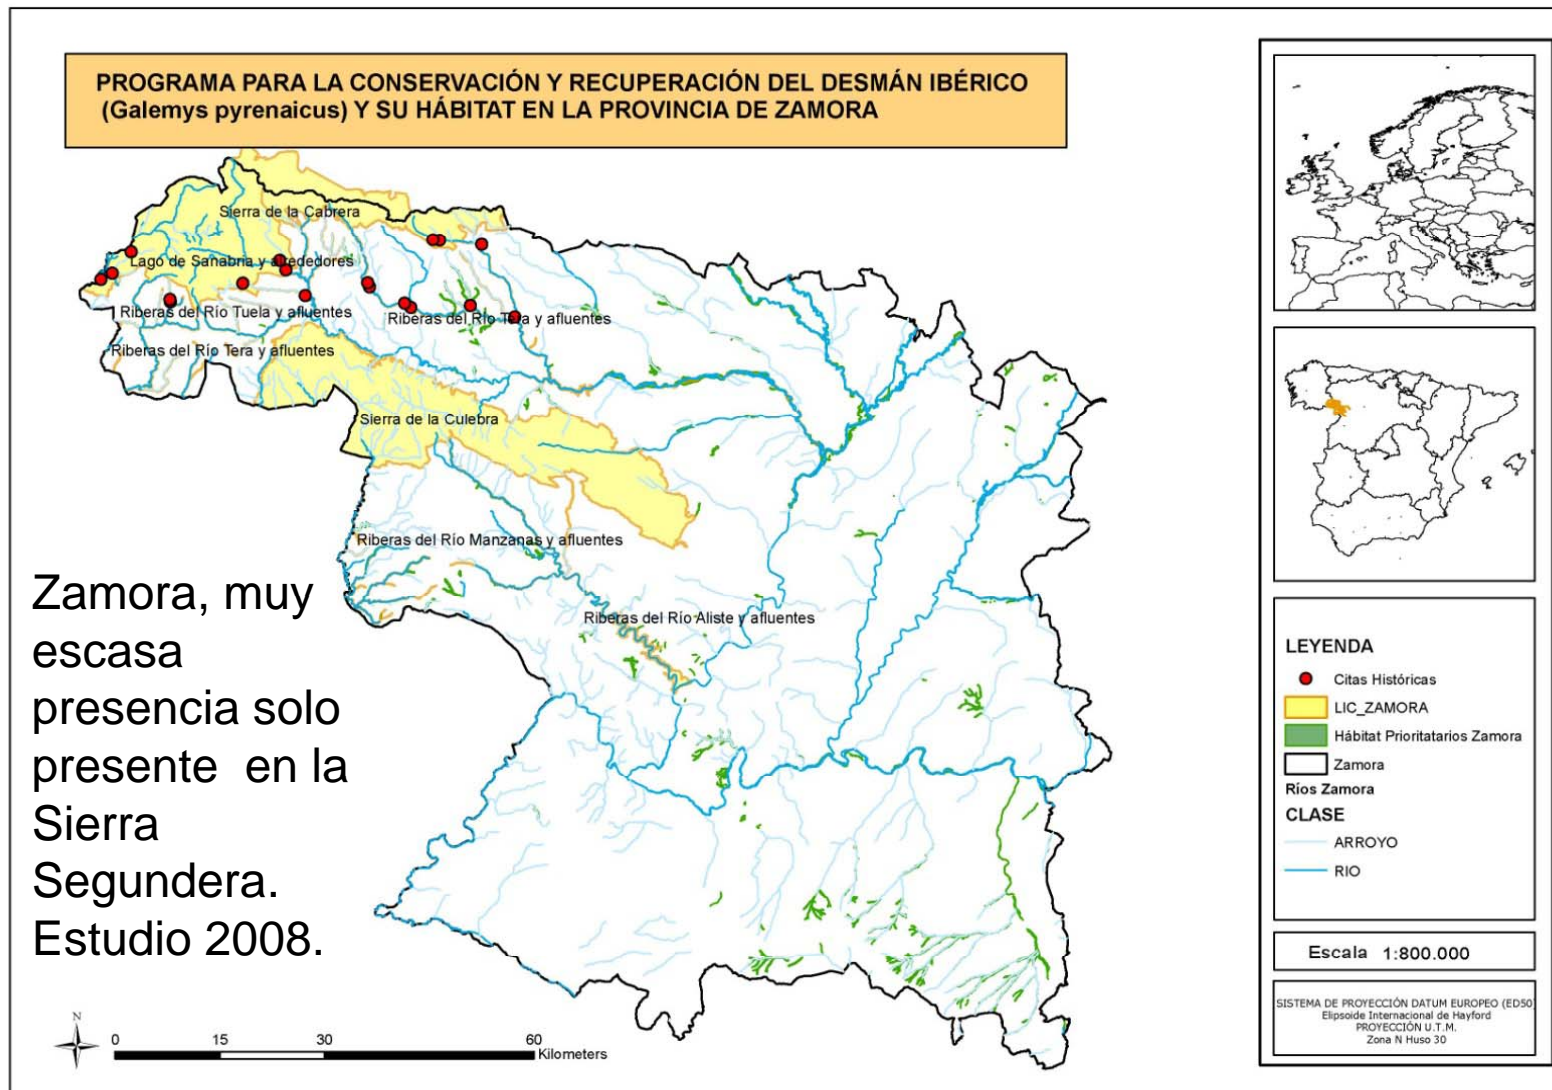 PROGRAMA PARA LA CONSERVACIÓN Y RECUPERACIÓN DEL DESMÁN IBÉRICO
(Galemys pyrenaicus) Y SU HÁBITAT EN LA PROVINCIA DE ZAMORA
Sierra de la Cabrera
Lago de Sanabria y alrededores
Riberas del Río Tuela y afluentes
Riberas del Río Tera y afluentes
Riberas del Río Tera y afluentes
Sierra de la Culebra
Riberas del Río Manzanas y afluentes
Riberas del Río Aliste y afluentes
Zamora, muy
escasa
presencia solo
presente en la
Sierra
Segundera.
Estudio 2008.
N
0 15 30 60
Kilometers
LEYENDA
Citas Históricas
LIC_ZAMORA
Hábitat Prioritatarios Zamora
Zamora
Ríos Zamora
CLASE
ARROYO
RIO
Escala 1:800.000
SISTEMA DE PROYECCIÓN DATUM EUROPEO (ED50)
Elipsoide Internacional de Hayford
PROYECCIÓN U.T.M.
Zona N Huso 30